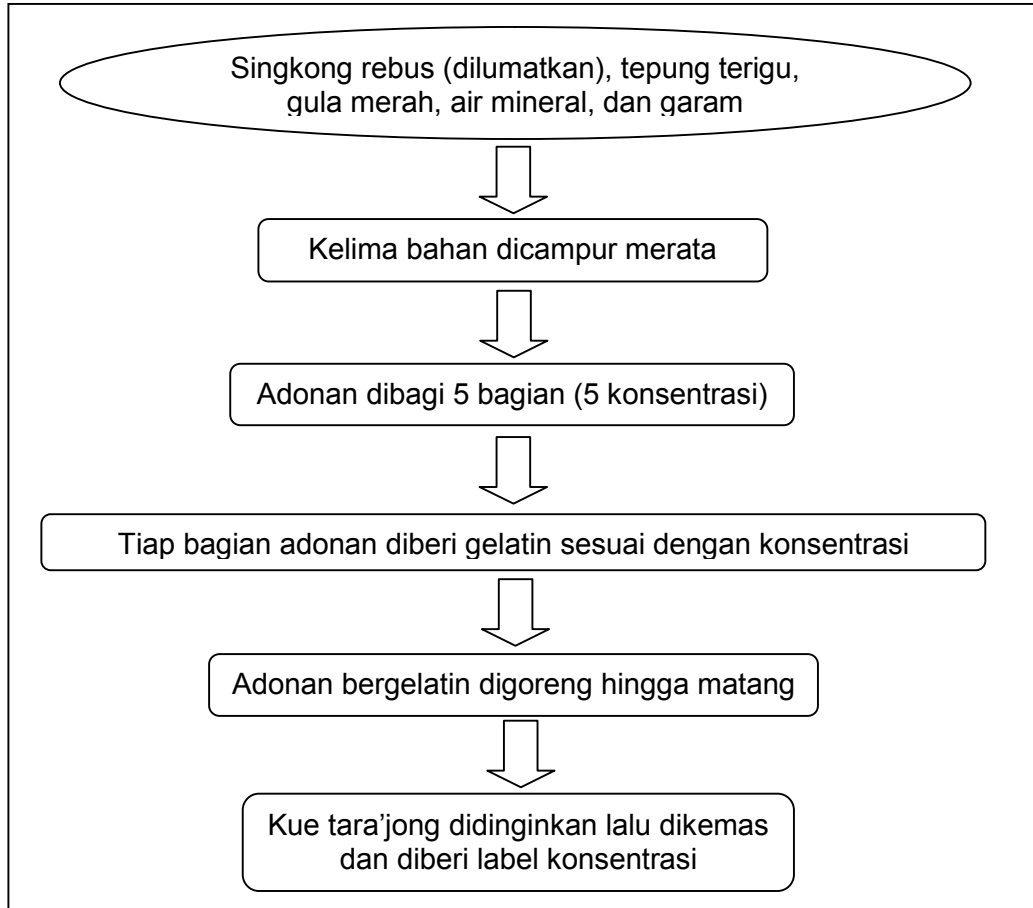 Singkong rebus (dilumatkan), tepung terigu,
gula merah, air mineral, dan garam
Kelima bahan dicampur merata
Adonan dibagi 5 bagian (5 konsentrasi)
Tiap bagian adonan diberi gelatin sesuai dengan konsentrasi
Adonan bergelatin digoreng hingga matang
Kue tara’jong didinginkan lalu dikemas
dan diberi label konsentrasi